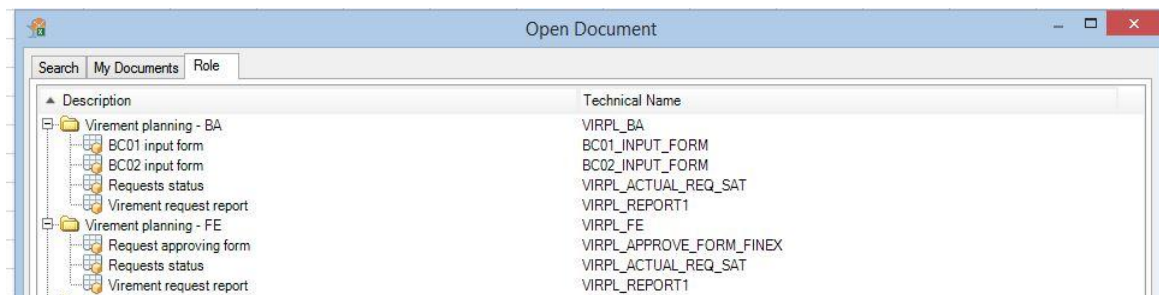 Open Document
Search My Documents Role
Description Technical Name
Virement planning - BA VIRPL_BA
BC01 input form BC01_INPUT_FORM
BC02 input form BC02_INPUT_FORM
Requests status VIRPL_ACTUAL_REQ_SAT
Virement request report VIRPL_REPORT1
Virement planning - FE VIRPL_FE
Request approving form VIRPL_APPROVE_FORM_FINEX
Requests status VIRPL_ACTUAL_REQ_SAT
Virement request report VIRPL_REPORT1